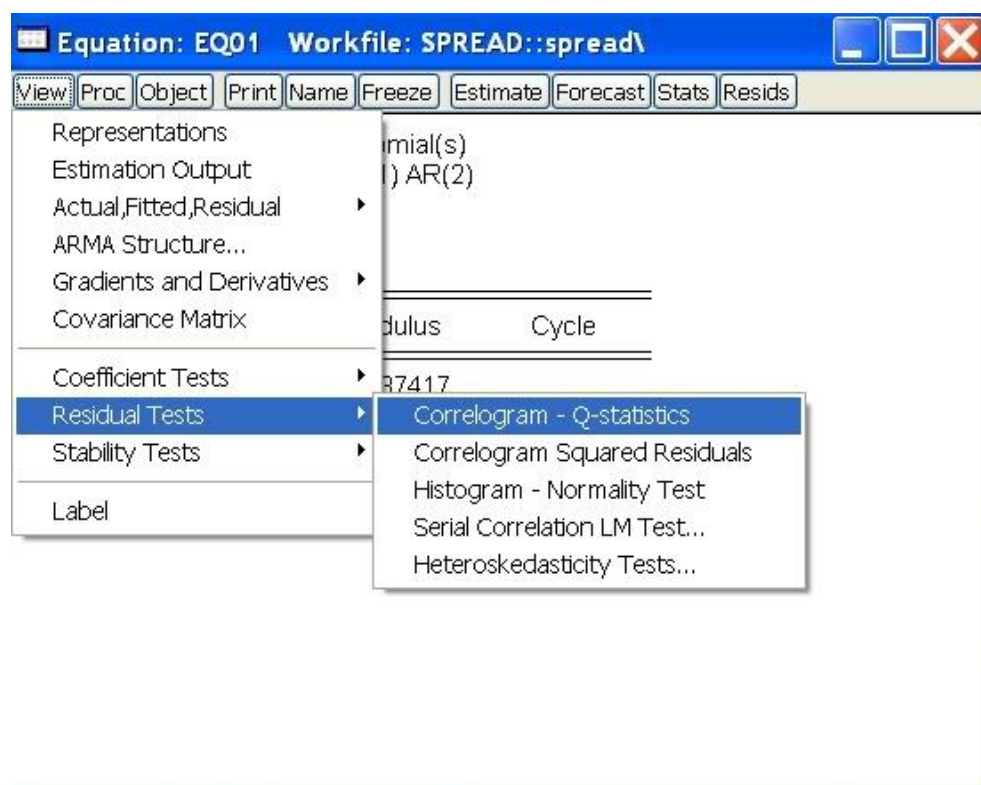 Equation: EQ01 Workfile: SPREAD::spread\
View Proc Object Print Name Freeze Estimate Forecast Stats Resids
Representations
Estimation Output
Actual,Fitted,Residual
ARMA Structure...
Gradients and Derivatives
Covariance Matrix
Coefficient Tests
Residual Tests
Stability Tests
Label
mial(s)
) AR(2)
dulus Cycle
37417
Correlogram - Q-statistics
Correlogram Squared Residuals
Histogram - Normality Test
Serial Correlation LM Test...
Heteroskedasticity Tests...